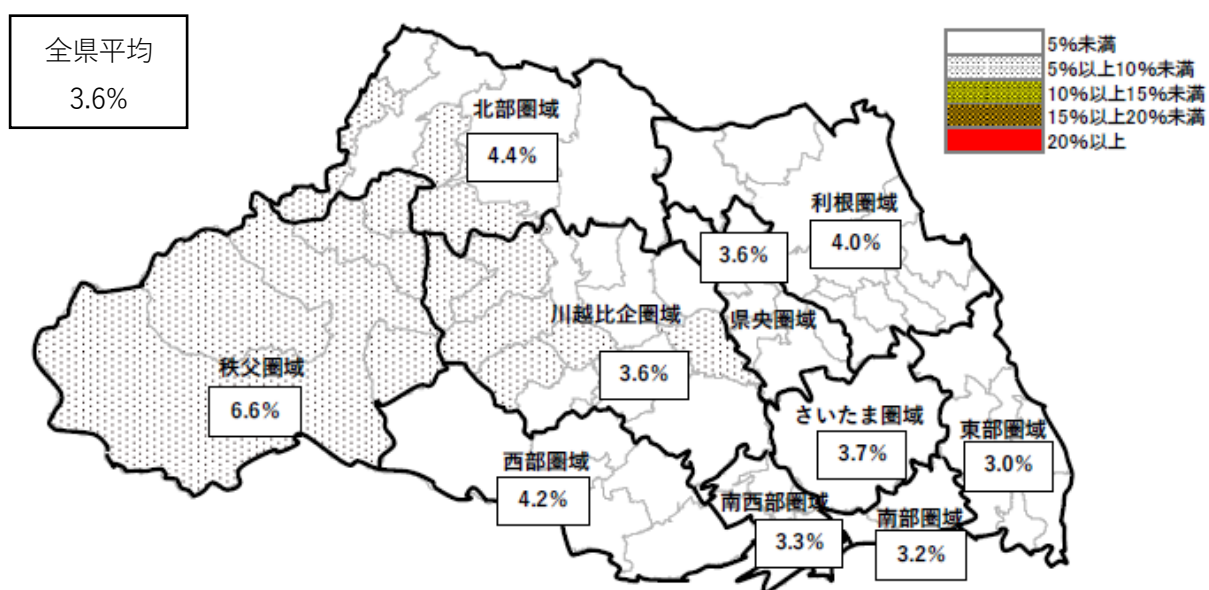 全県平均
3.6%
5%未満
5%以上10%未満
10%以上15%未満
15%以上20%未満
20%以上
北部圏域
4.4%
利根圏域
4.0%
3.6%
県央圏域
川越比企圏域
3.6%
秩父圏域
6.6%
さいたま圏域
3.7%
東部圏域
3.0%
西部圏域
4.2%
南西部圏域
3.3%
南部圏域
3.2%